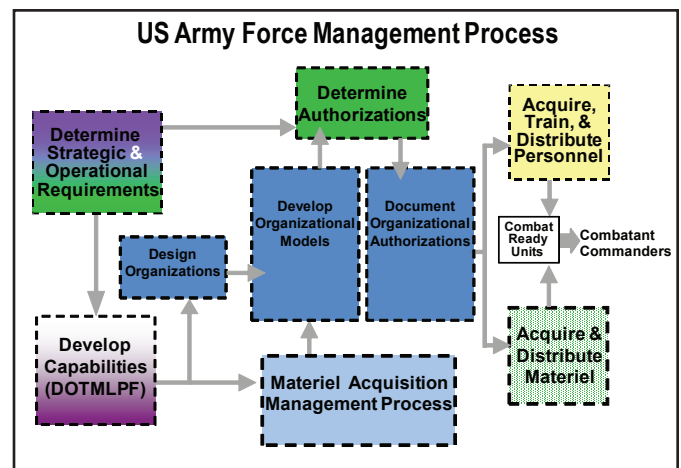 US Army Force Management Process
Determine
Authorizations
Determine
Strategic &
Operational
Requirements
Acquire,
Train, &
Distribute
Personnel
Develop
Organizational
Models
Document
Organizational
Authorizations
Combat
Ready
Units
Combatant
Commanders
Design
Organizations
Develop
Capabilities
(DOTMLPF)
Materiel Acquisition
Management Process
Acquire &
Distribute
Materiel